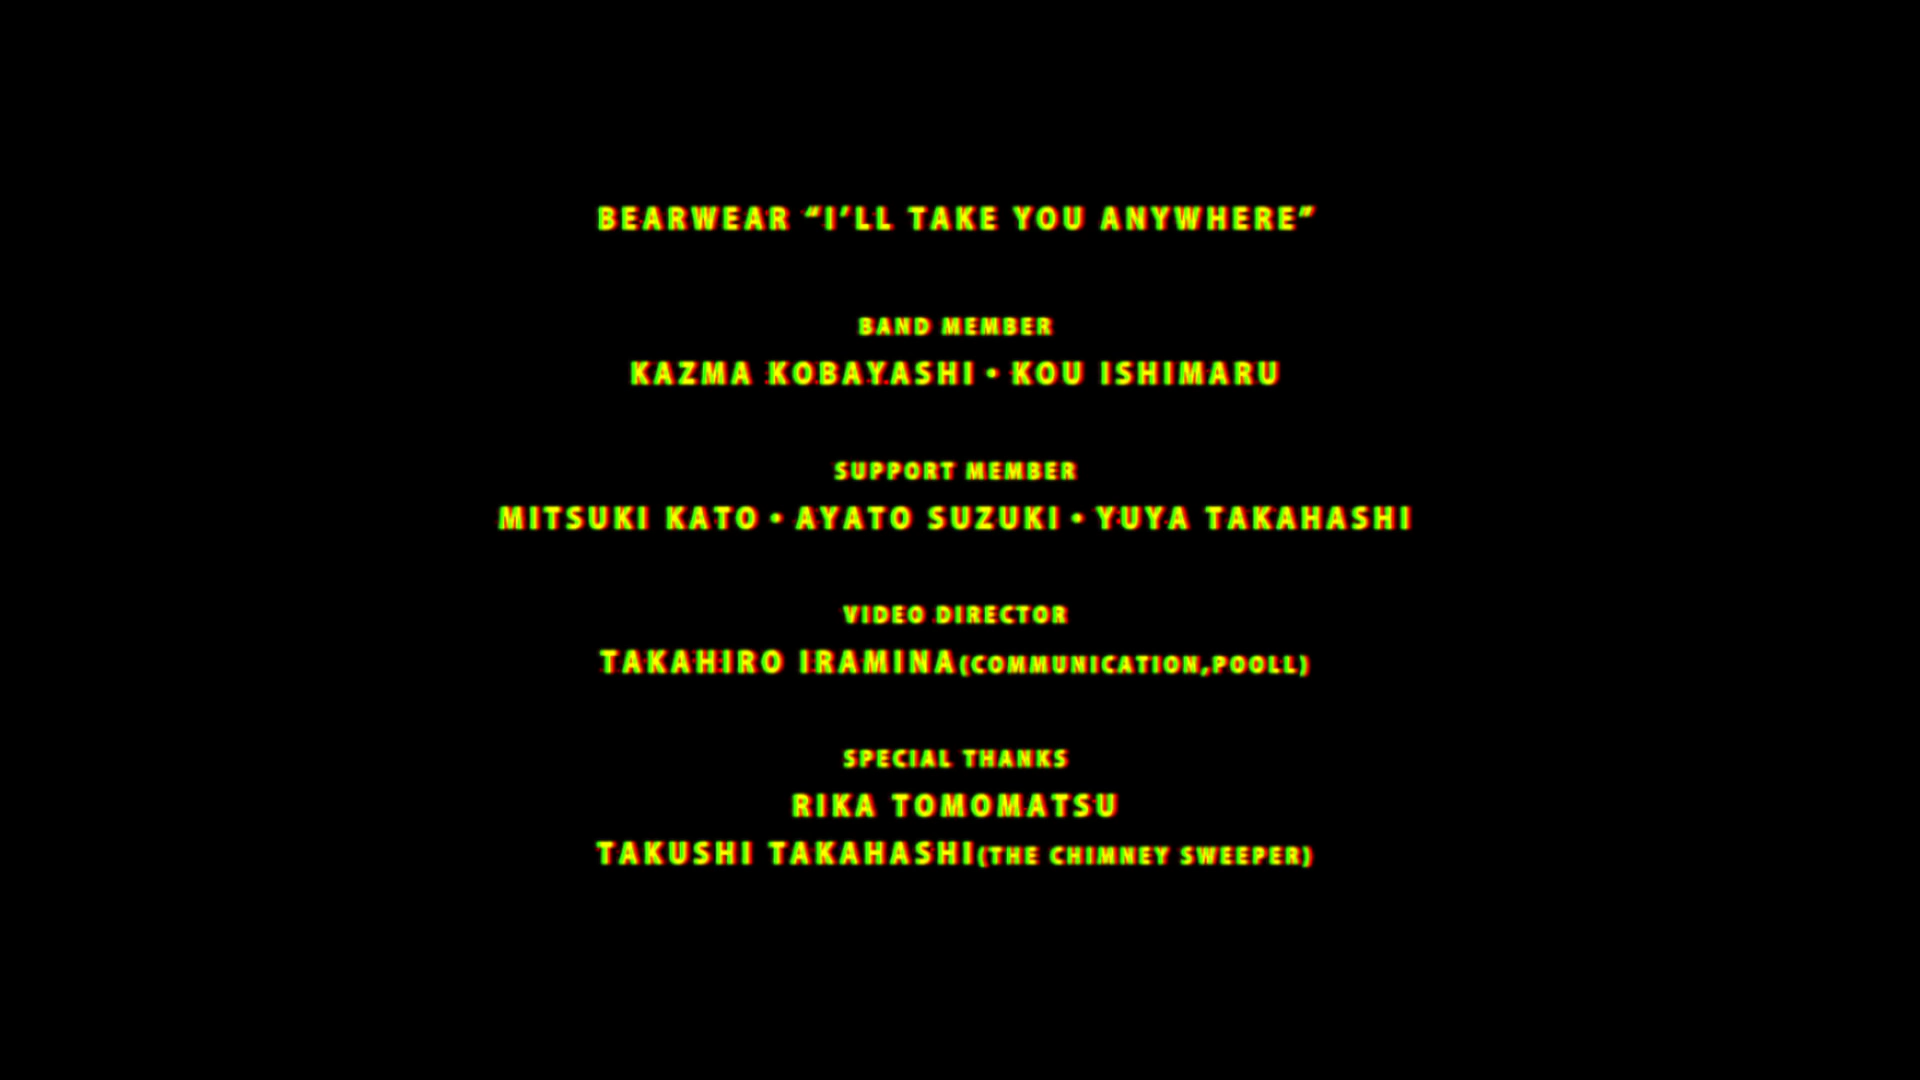 BEARWEAR “I’LL TAKE YOU ANYWHERE”
BAND MEMBER
KAZMA KOBAYASHI・KOU ISHIMARU
SUPPORT MEMBER
MITSUKI KATO・AYATO SUZUKI・YUYA TAKAHASHI
VIDEO DIRECTOR
TAKAHIRO IRAMINA(COMMUNICATION,POOLL)
SPECIAL THANKS
RIKA TOMOMATSU
TAKUSHI TAKAHASHI(THE CHIMNEY SWEEPER)